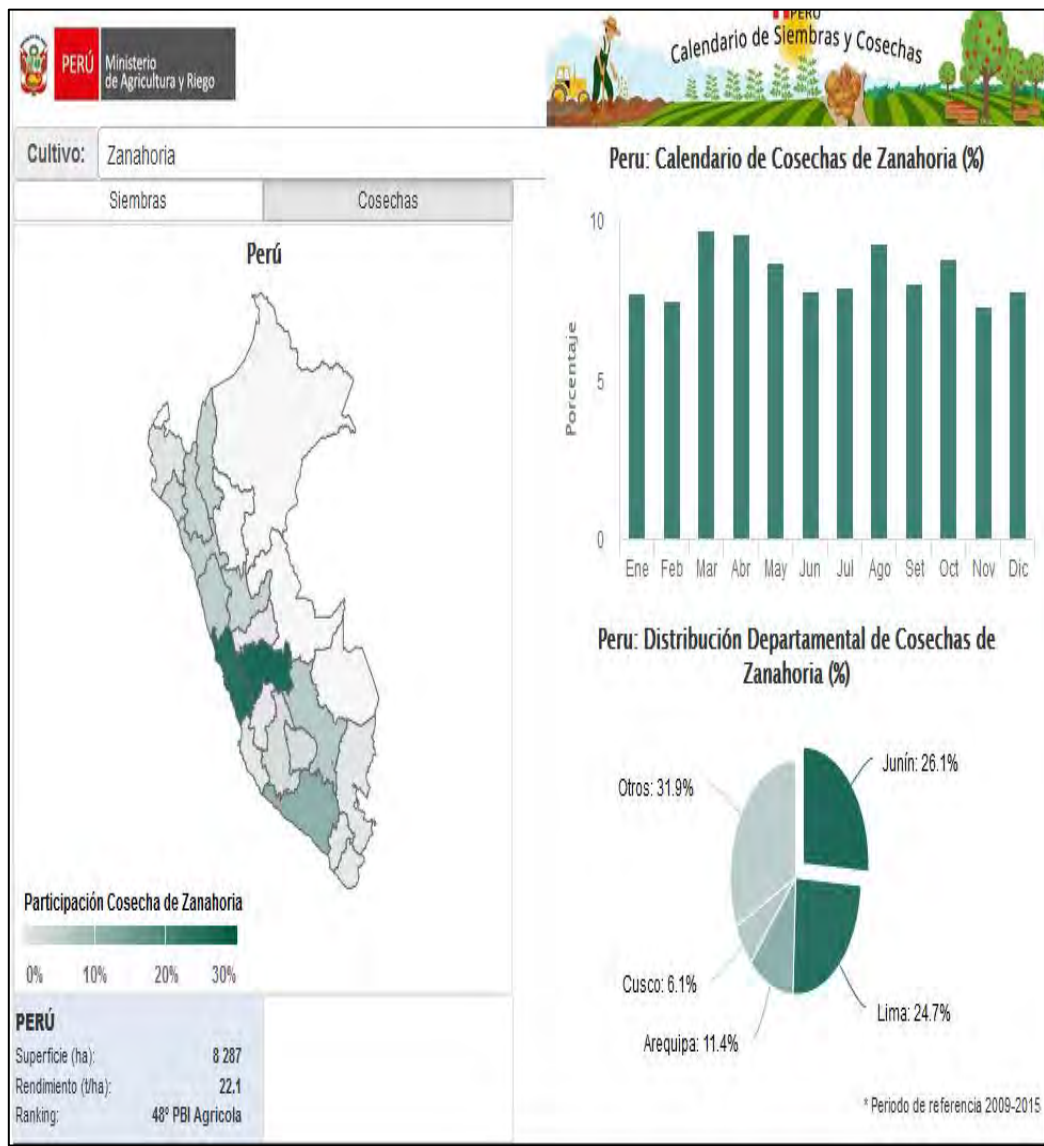 PERÚ
Ministerio
de Agricultura y Riego
PERÚ
Calendario de Siembras y Cosechas
Cultivo: Zanahoria
Siembras Cosechas
Perú
Participación Cosecha de Zanahoria
0% 10% 20% 30%
PERÚ
Superficie (ha): 8 287
Rendimiento (t/ha): 22.1
Ranking: 48º PBI Agricola
Peru: Calendario de Cosechas de Zanahoria (%)
Porcentaje
10
5
0
Ene Feb Mar Abr May Jun Jul Ago Set Oct Nov Dic
Peru: Distribución Departamental de Cosechas de
Zanahoria (%)
Junín: 26.1%
Otros: 31.9%
Cusco: 6.1%
Lima: 24.7%
Arequipa: 11.4%
* Periodo de referencia 2009-2015